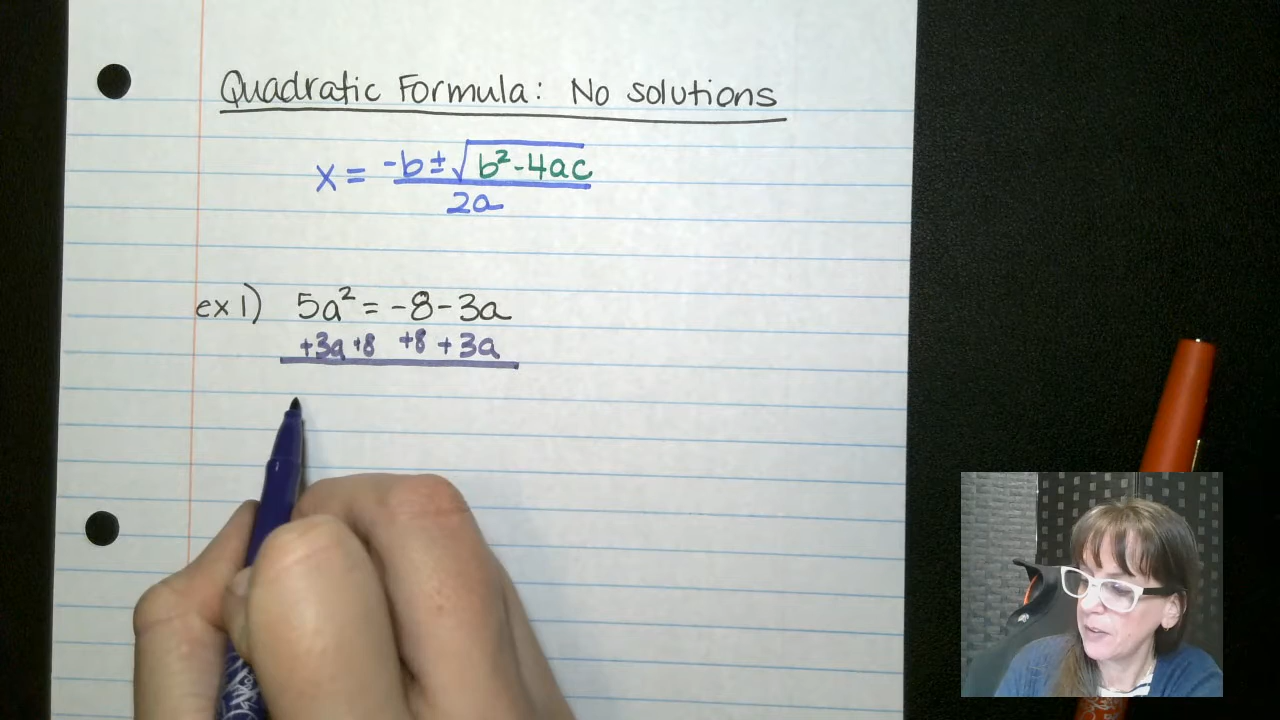 Quadratic Formula: No solutions
x = -b ± √b² - 4ac
2a
ex 1) 5a² = -8 - 3a
+3a +8 +8 + 3a